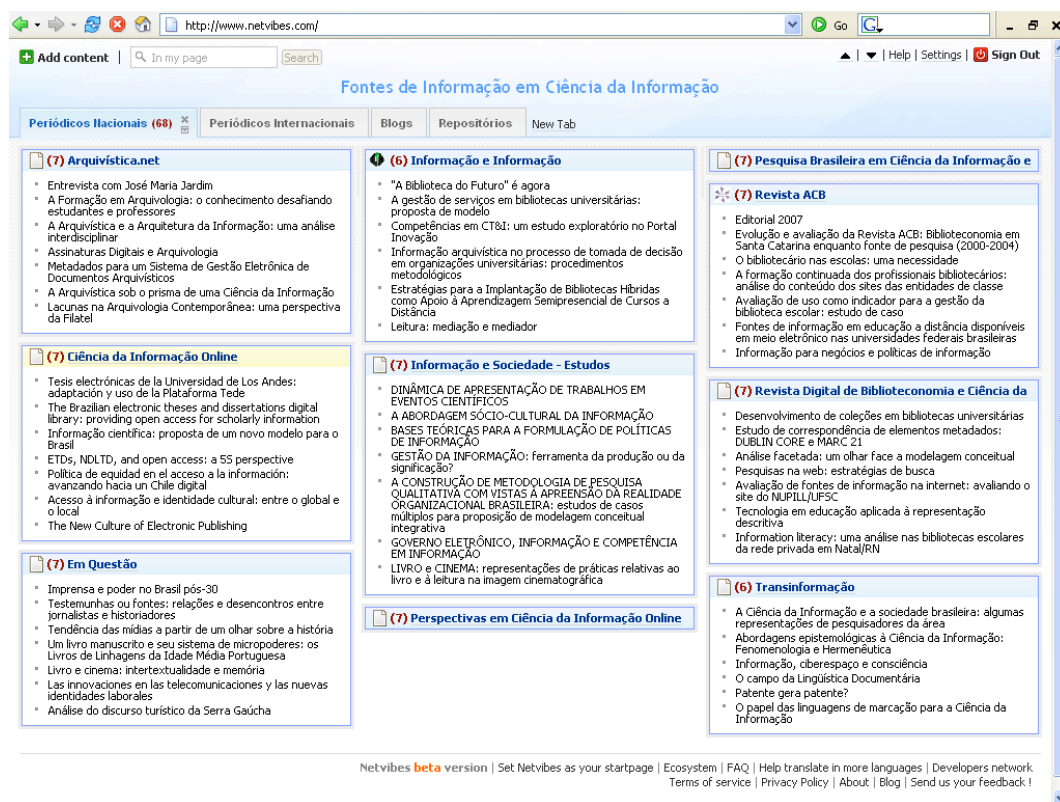 http://www.netvibes.com/
Go
Add content | In my page Search
| Help | Settings | Sign Out
Fontes de Informação em Ciência da Informação
Periódicos Nacionais (68) Periódicos Internacionais Blogs Repositórios New Tab
(7) Arquivística.net
Entrevista com José Maria Jardim
A Formação em Arquivologia: o conhecimento desafiando
estudantes e professores
A Arquivística e a Arquitetura da Informação: uma análise
interdisciplinar
Assinaturas Digitais e Arquivologia
Metadados para um Sistema de Gestão Eletrônica de
Documentos Arquivísticos
A Arquivística sob o prisma de uma Ciência da Informação
Lacunas na Arquivologia Contemporânea: uma perspectiva
da Filatel
(7) Ciência da Informação Online
Tesis electrónicas de la Universidad de Los Andes:
adaptación y uso de la Plataforma Tede
The Brazilian electronic theses and dissertations digital
library: providing open access for scholarly information
Informação científica: proposta de um novo modelo para o
Brasil
ETDs, NDLTD, and open access: a 5S perspective
Política de equidad en el acceso a la información:
avanzando hacia un Chile digital
Acesso à informação e identidade cultural: entre o global e
o local
The New Culture of Electronic Publishing
(7) Em Questão
Imprensa e poder no Brasil pós-30
Testemunhas ou fontes: relações e desencontros entre
jornalistas e historiadores
Tendência das mídias a partir de um olhar sobre a história
Um livro manuscrito e seu sistema de micropoderes: os
Livros de Linhagens da Idade Média Portuguesa
Livro e cinema: intertextualidade e memória
Las innovaciones en las telecomunicaciones y las nuevas
identidades laborales
Análise do discurso turístico da Serra Gaúcha
(6) Informação e Informação
"A Biblioteca do Futuro" é agora
A gestão de serviços em bibliotecas universitárias:
proposta de modelo
Competências em CT&I: um estudo exploratório no Portal
Inovação
Informação arquivística no processo de tomada de decisão
em organizações universitárias: procedimentos
metodológicos
Estratégias para a Implantação de Bibliotecas Híbridas
como Apoio à Aprendizagem Semipresencial de Cursos a
Distância
Leitura: mediação e mediador
(7) Informação e Sociedade - Estudos
DINÂMICA DE APRESENTAÇÃO DE TRABALHOS EM
EVENTOS CIENTÍFICOS
A ABORDAGEM SÓCIO-CULTURAL DA INFORMAÇÃO
BASES TEÓRICAS PARA A FORMULAÇÃO DE POLÍTICAS
DE INFORMAÇÃO
GESTÃO DA INFORMAÇÃO: ferramenta da produção ou da
significação?
A CONSTRUÇÃO DE METODOLOGIA DE PESQUISA
QUALITATIVA COM VISTAS À APREENSÃO DA REALIDADE
ORGANIZACIONAL BRASILEIRA: estudos de casos
múltiplos para proposição de modelagem conceitual
integrativa
GOVERNO ELETRÔNICO, INFORMAÇÃO E COMPETÊNCIA
EM INFORMAÇÃO
LIVRO e CINEMA: representações de práticas relativas ao
livro e à leitura na imagem cinematográfica
(7) Perspectivas em Ciência da Informação Online
(7) Pesquisa Brasileira em Ciência da Informação e
(7) Revista ACB
Editorial 2007
Evolução e avaliação da Revista ACB: Biblioteconomia em
Santa Catarina enquanto fonte de pesquisa (2000-2004)
O bibliotecário nas escolas: uma necessidade
A formação continuada dos profissionais bibliotecários:
análise do conteúdo dos sites das entidades de classe
Avaliação de uso como indicador para a gestão da
biblioteca escolar: estudo de caso
Fontes de informação em educação a distância disponíveis
em meio eletrônico nas universidades federais brasileiras
Informação para negócios e políticas de informação
(7) Revista Digital de Biblioteconomia e Ciência da
Desenvolvimento de coleções em bibliotecas universitárias
Estudo de correspondência de elementos metadados:
DUBLIN CORE e MARC 21
Análise facetada: um olhar face a modelagem conceitual
Pesquisas na web: estratégias de busca
Avaliação de fontes de informação na internet: avaliando o
site do NUPILL/UFSC
Tecnologia em educação aplicada à representação
descritiva
Information literacy: uma análise nas bibliotecas escolares
da rede privada em Natal/RN
(6) Transinformação
A Ciência da Informação e a sociedade brasileira: algumas
representações de pesquisadores da área
Abordagens epistemológicas à Ciência da Informação:
Fenomenologia e Hermenêutica
Informação, ciberespaço e consciência
O campo da Lingüística Documentária
Patente gera patente?
O papel das linguagens de marcação para a Ciência da
Informação
Netvibes beta version | Set Netvibes as your startpage | Ecosystem | FAQ | Help translate in more languages | Developers network
Terms of service | Privacy Policy | About | Blog | Send us your feedback !